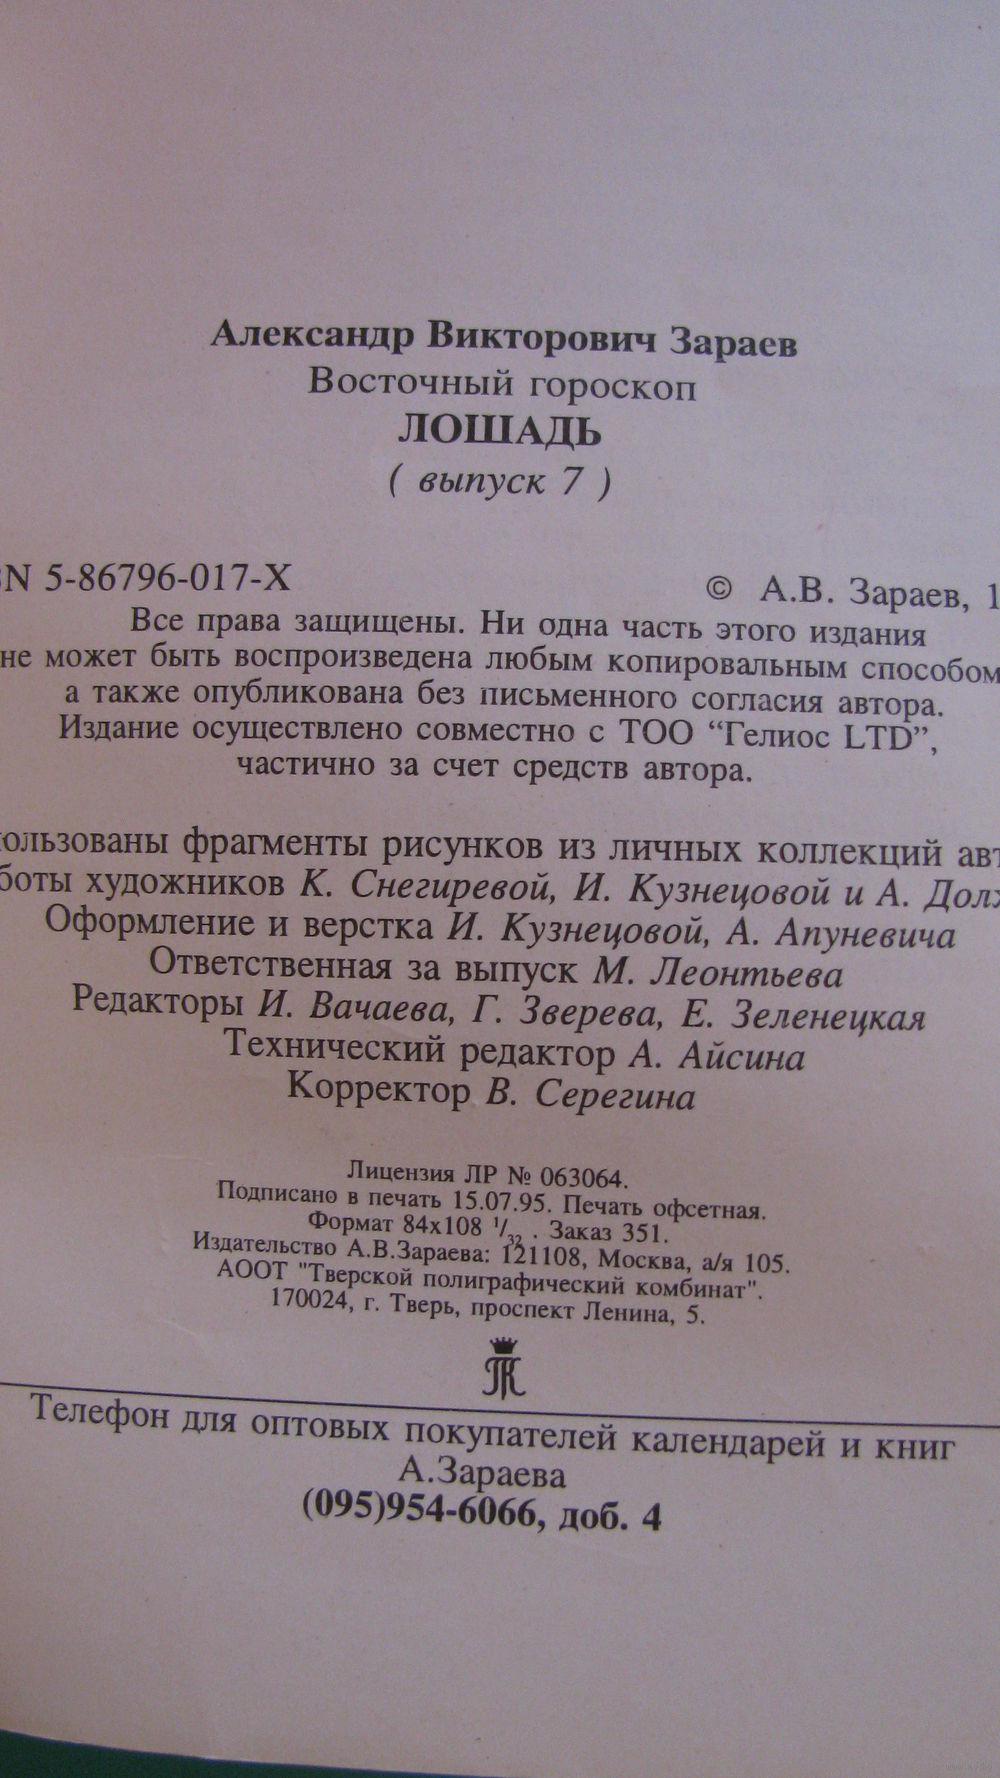 Александр Викторович Зараев
Восточный гороскоп
ЛОШАДЬ
( выпуск 7 )
N 5-86796-017-X
© А.В. Зараев, 1
Все права защищены. Ни одна часть этого издания
не может быть воспроизведена любым копировальным способом
а также опубликована без письменного согласия автора.
Издание осуществлено совместно с ТОО “Гелиос LTD”,
частично за счет средств автора.
ользованы фрагменты рисунков из личных коллекций авт
боты художников К. Снегиревой, И. Кузнецовой и А. Дол
Оформление и верстка И. Кузнецовой, А. Апуневича
Ответственная за выпуск М. Леонтьева
Редакторы И. Вачаева, Г. Зверева, Е. Зеленецкая
Технический редактор А. Айсина
Корректор В. Серегина
Лицензия ЛР № 063064.
Подписано в печать 15.07.95. Печать офсетная.
Формат 84х108 1/32 . Заказ 351.
Издательство А.В.Зараева: 121108, Москва, а/я 105.
АООТ "Тверской полиграфический комбинат".
170024, г. Тверь, проспект Ленина, 5.
Телефон для оптовых покупателей календарей и книг
А.Зараева
(095)954-6066, доб. 4